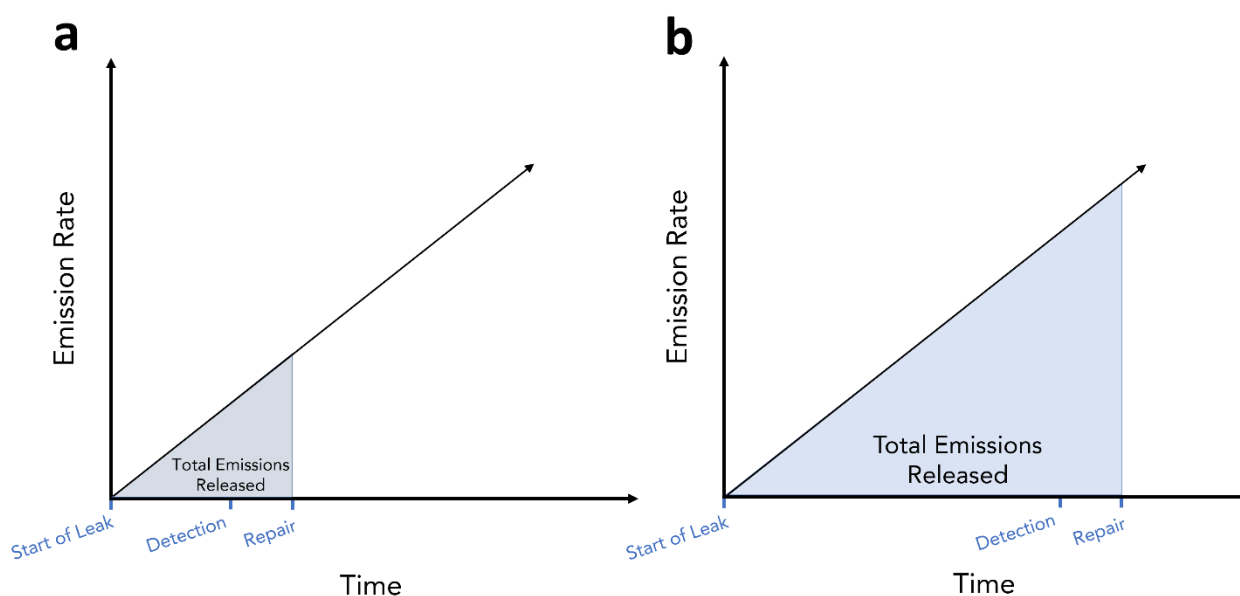 a
Emission Rate
Total Emissions
Released
Start of Leak
Detection
Repair
Time
b
Emission Rate
Total Emissions
Released
Start of Leak
Detection
Repair
Time